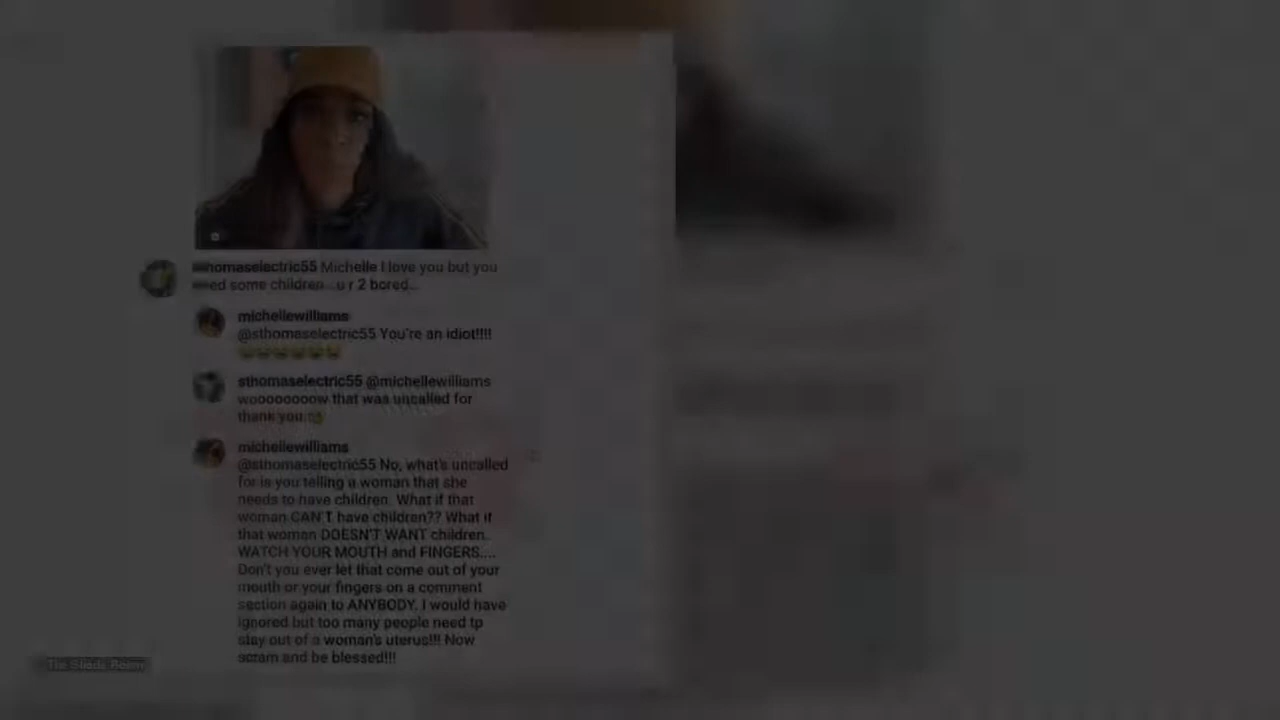 sthomaselectric55 Michelle I love you but you
need some children...u r 2 bored...
michellewilliams
@sthomaselectric55 You're an idiot!!!!
sthomaselectric55 @michellewilliams
woooooooow that was uncalled for
thank you
michellewilliams
@sthomaselectric55 No, what's uncalled
for is you telling a woman that she
needs to have children. What if that
woman CAN'T have children?? What if
that woman DOESN'T WANT children.
WATCH YOUR MOUTH and FINGERS....
Don't you ever let that come out of your
mouth or your fingers on a comment
section again to ANYBODY. I would have
ignored but too many people need tp
stay out of a woman's uterus!!! Now
scram and be blessed!!!
The Shade Room